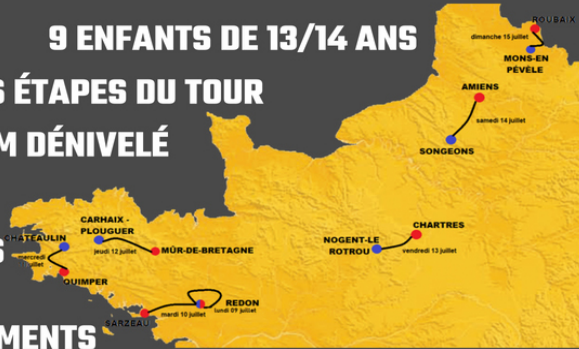 9 ENFANTS DE 13/14 ANS
S ÉTAPES DU TOUR
M DÉNIVELÉ
S
MENTS
ROUBAIX
dimanche 15 juillet
MONS-EN
PÉVÈLE
AMIENS
samedi 14 juillet
SONGEONS
CHARTRES
NOGENT-LE
ROTROU
vendredi 13 juillet
CARHAIX -
PLOUGUER
jeudi 12 juillet
MÛR-DE-BRETAGNE
CHÂTEAULIN
mercredi
juillet
QUIMPER
REDON
lundi 09 juillet
mardi 10 juillet
SARZEAU